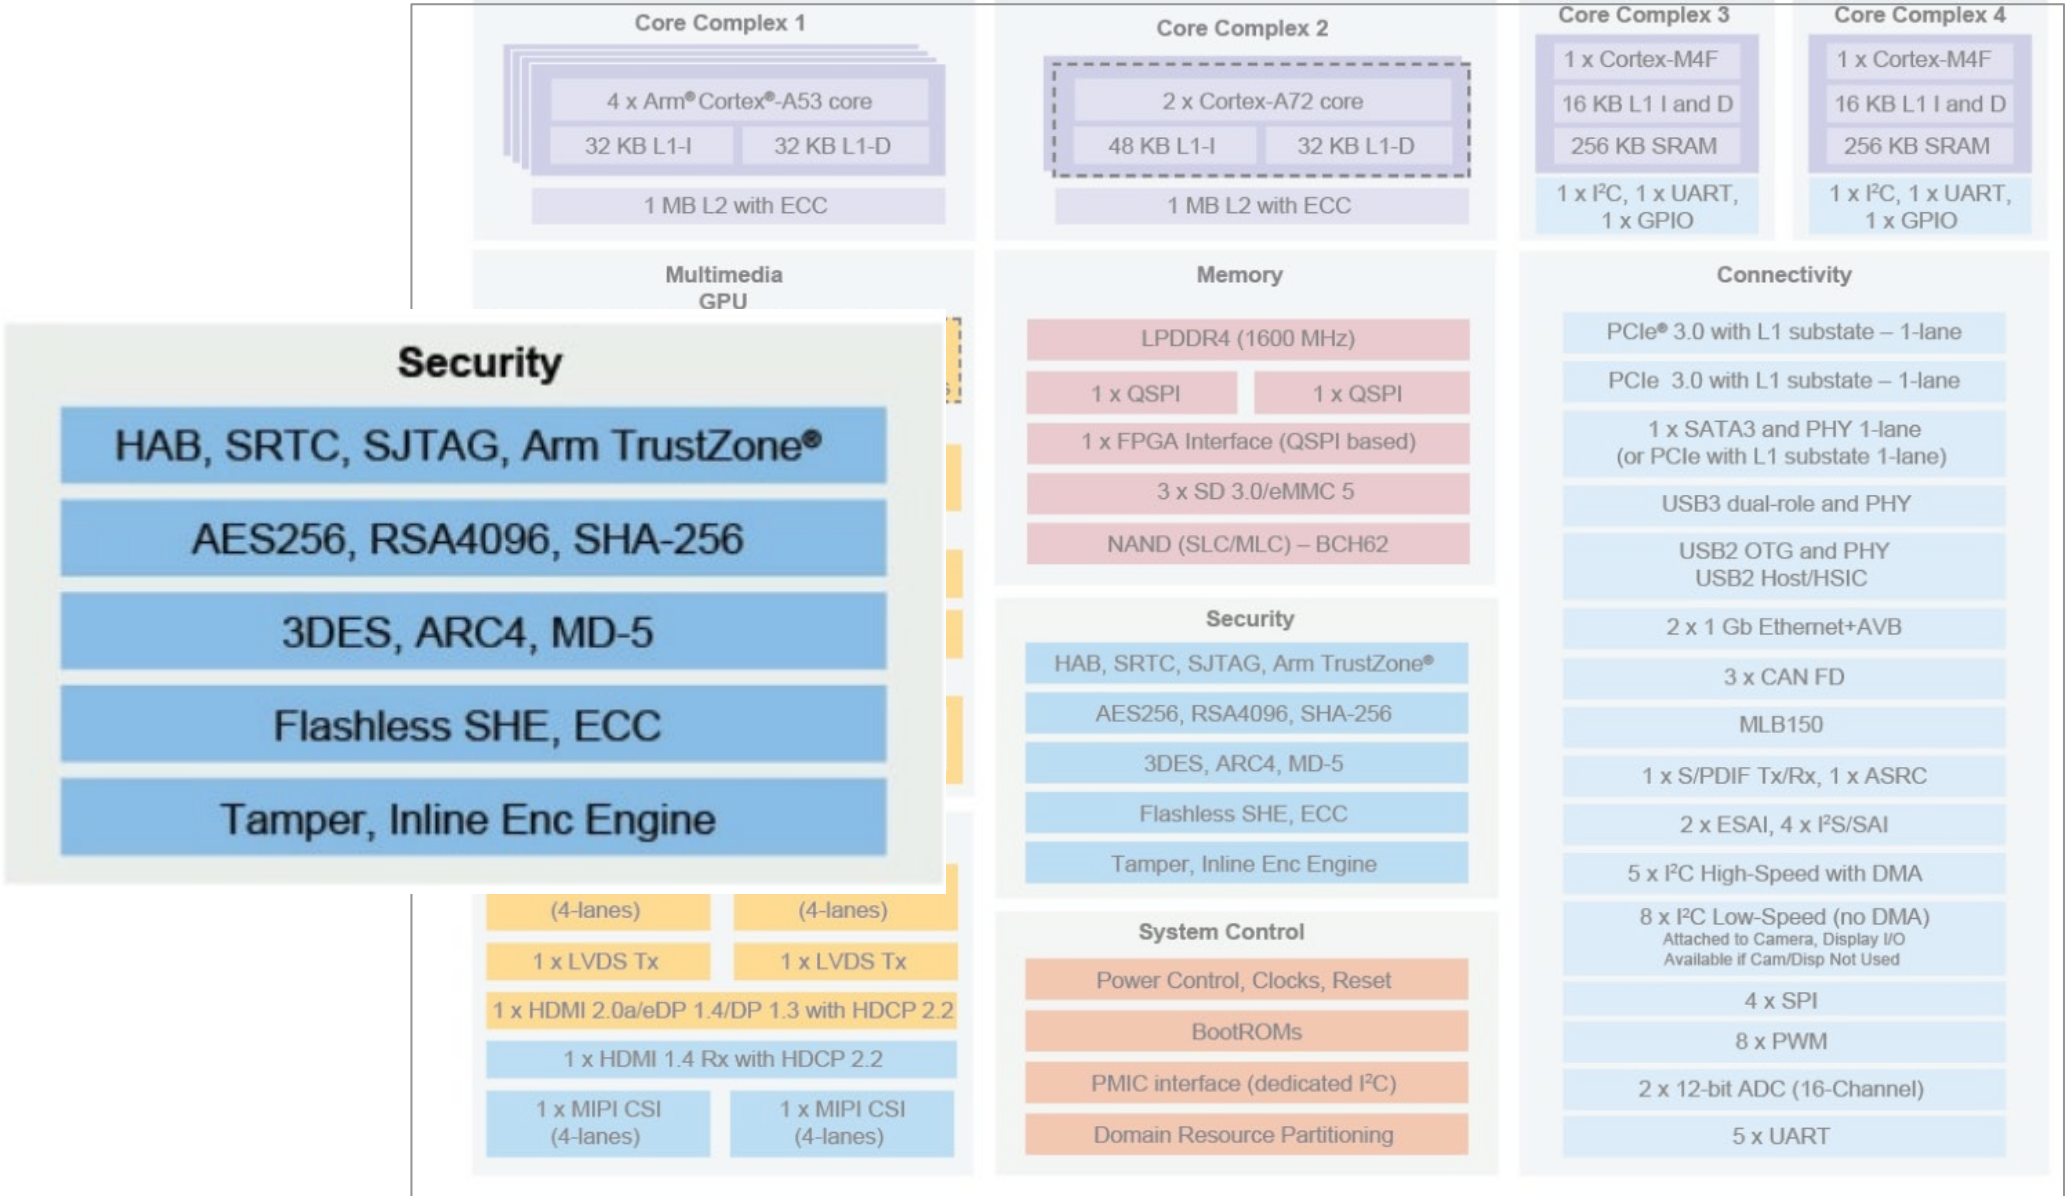 Core Complex 1
4 x Arm® Cortex®-A53 core
32 KB L1-I
32 KB L1-D
1 MB L2 with ECC
Core Complex 2
2 x Cortex-A72 core
48 KB L1-I
32 KB L1-D
1 MB L2 with ECC
Core Complex 3
1 x Cortex-M4F
16 KB L1 I and D
256 KB SRAM
1 x I²C, 1 x UART,
1 x GPIO
Core Complex 4
1 x Cortex-M4F
16 KB L1 I and D
256 KB SRAM
1 x I²C, 1 x UART,
1 x GPIO
Multimedia
GPU
Security
HAB, SRTC, SJTAG, Arm TrustZone®
AES256, RSA4096, SHA-256
3DES, ARC4, MD-5
Flashless SHE, ECC
Tamper, Inline Enc Engine
(4-lanes)
(4-lanes)
1 x LVDS Tx
1 x LVDS Tx
1 x HDMI 2.0a/eDP 1.4/DP 1.3 with HDCP 2.2
1 x HDMI 1.4 Rx with HDCP 2.2
1 x MIPI CSI
(4-lanes)
1 x MIPI CSI
(4-lanes)
Memory
LPDDR4 (1600 MHz)
1 x QSPI
1 x QSPI
1 x FPGA Interface (QSPI based)
3 x SD 3.0/eMMC 5
NAND (SLC/MLC) – BCH62
Security
HAB, SRTC, SJTAG, Arm TrustZone®
AES256, RSA4096, SHA-256
3DES, ARC4, MD-5
Flashless SHE, ECC
Tamper, Inline Enc Engine
System Control
Power Control, Clocks, Reset
BootROMs
PMIC interface (dedicated I²C)
Domain Resource Partitioning
Connectivity
PCIe® 3.0 with L1 substate – 1-lane
PCIe 3.0 with L1 substate – 1-lane
1 x SATA3 and PHY 1-lane
(or PCIe with L1 substate 1-lane)
USB3 dual-role and PHY
USB2 OTG and PHY
USB2 Host/HSIC
2 x 1 Gb Ethernet+AVB
3 x CAN FD
MLB150
1 x S/PDIF Tx/Rx, 1 x ASRC
2 x ESAI, 4 x I²S/SAI
5 x I²C High-Speed with DMA
8 x I²C Low-Speed (no DMA)
Attached to Camera, Display I/O
Available if Cam/Disp Not Used
4 x SPI
8 x PWM
2 x 12-bit ADC (16-Channel)
5 x UART